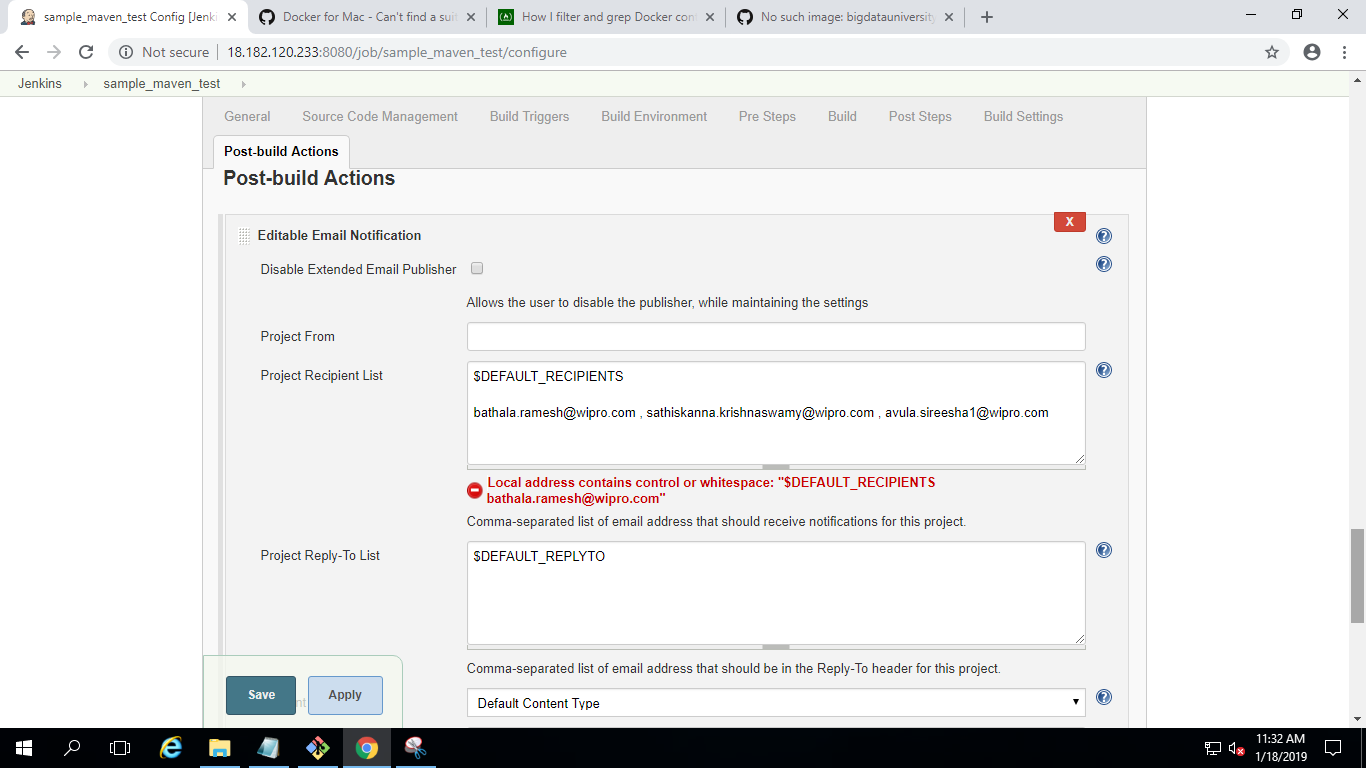 sample_maven_test Config [Jenki
Docker for Mac - Can't find a suit
How I filter and grep Docker con
No such image: bigdatauniversity
Not secure 18.182.120.233:8080/job/sample_maven_test/configure
Jenkins sample_maven_test
General Source Code Management Build Triggers Build Environment Pre Steps Build Post Steps Build Settings
Post-build Actions
Post-build Actions
X
Editable Email Notification
Disable Extended Email Publisher
Allows the user to disable the publisher, while maintaining the settings
Project From
Project Recipient List
$DEFAULT_RECIPIENTS
bathala.ramesh@wipro.com , sathiskanna.krishnaswamy@wipro.com , avula.sireesha1@wipro.com
Local address contains control or whitespace: "$DEFAULT_RECIPIENTS
bathala.ramesh@wipro.com"
Comma-separated list of email address that should receive notifications for this project.
Project Reply-To List
$DEFAULT_REPLYTO
Comma-separated list of email address that should be in the Reply-To header for this project.
Save Apply
Default Content Type
11:32 AM
1/18/2019